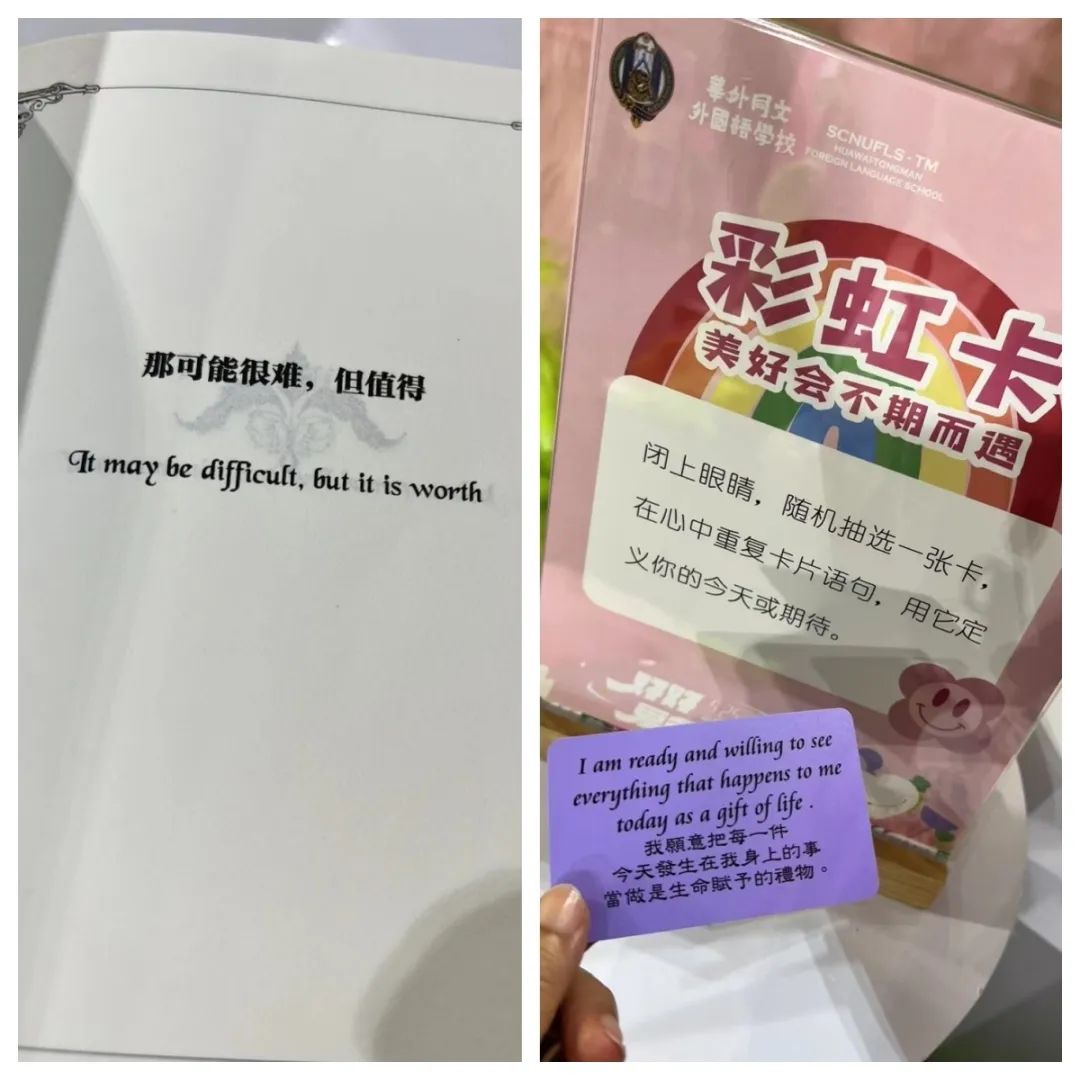 那可能很难，但值得
It may be difficult, but it is worth
華外同文
外國語學校
SCNUFLS·TM
HUAWAITONGMAN
FOREIGN LANGUAGE SCHOOL
彩虹卡
美好会不期而遇
闭上眼睛，随机抽选一张卡，
在心中重复卡片语句，用它定
义你的今天或期待。
I am ready and willing to see
everything that happens to me
today as a gift of life .
我願意把每一件
今天發生在我身上的事
當做是生命賦予的禮物。